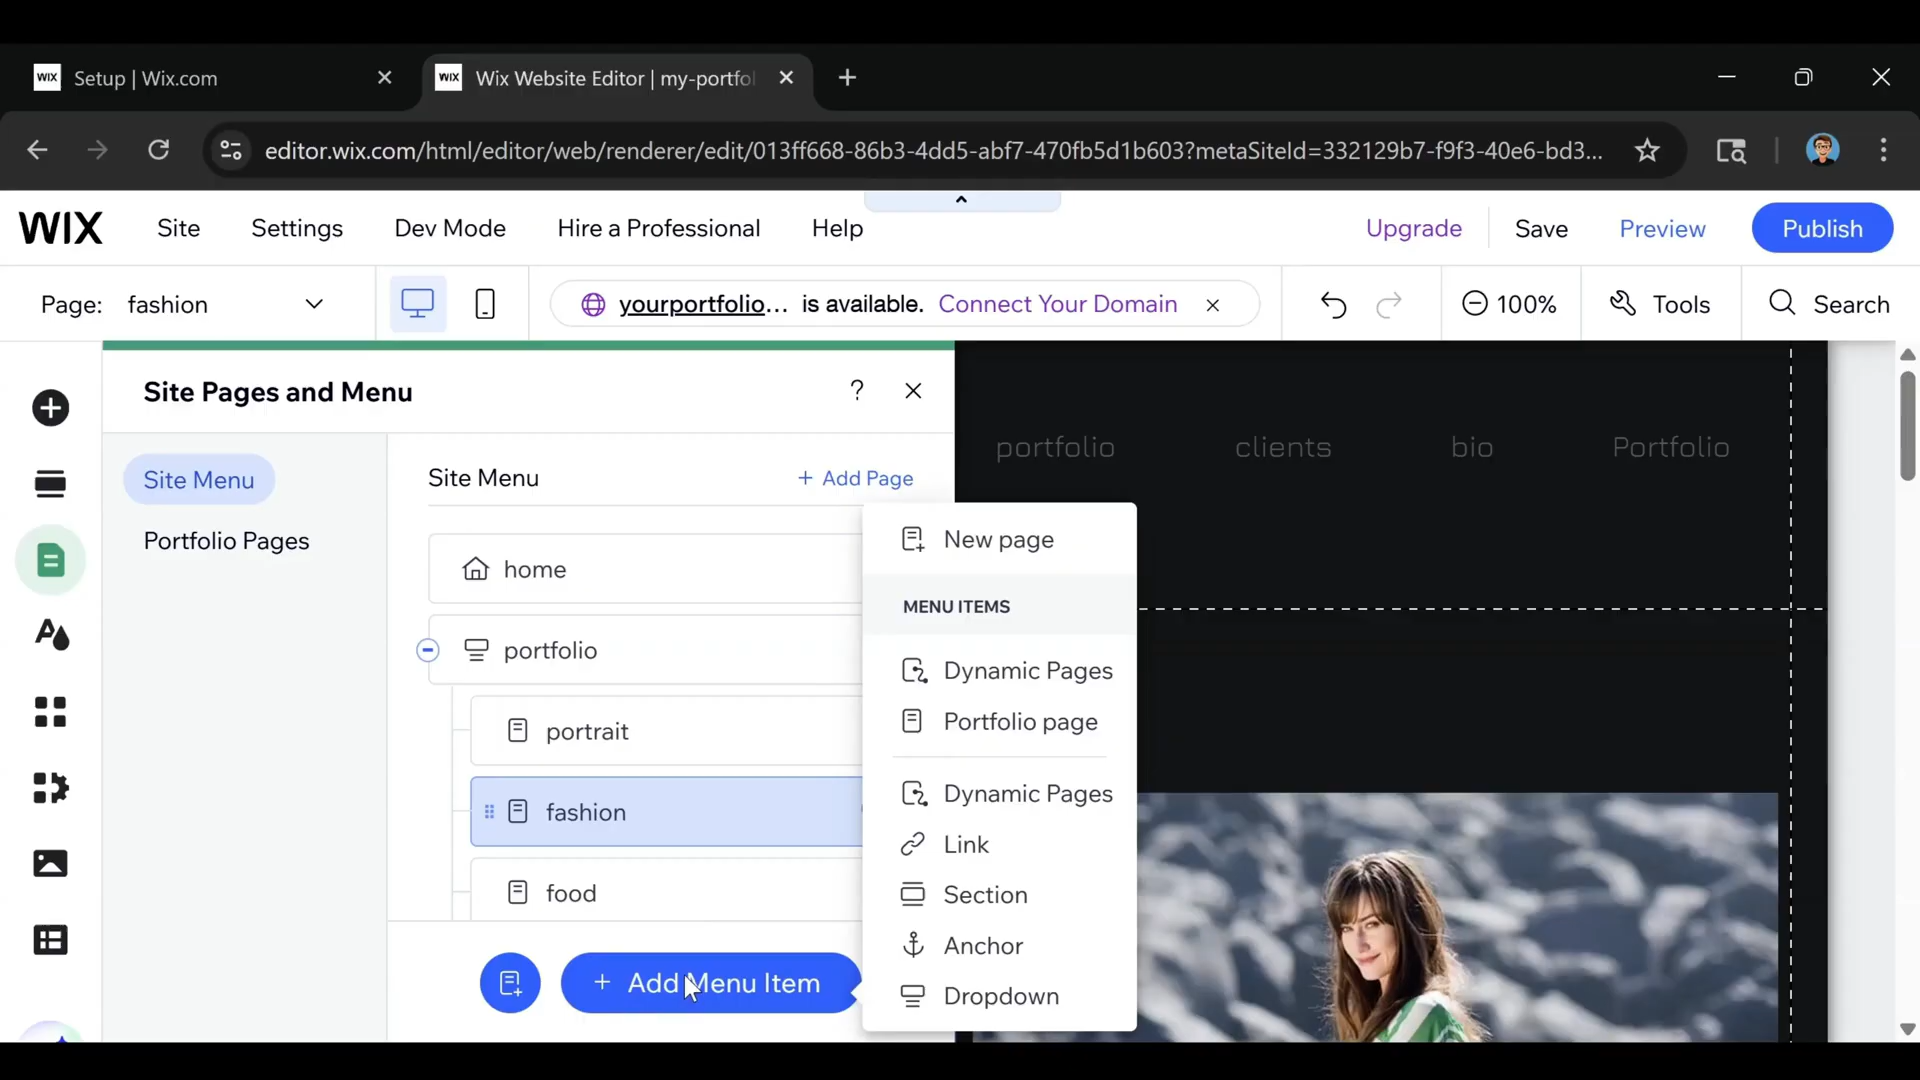 WIX Setup | Wix.com
WIX Wix Website Editor | my-portfol
editor.wix.com/html/editor/web/renderer/edit/013ff668-86b3-4dd5-abf7-470fb5d1b603?metaSiteId=332129b7-f9f3-40e6-bd3...
WIX Site Settings Dev Mode Hire a Professional Help Upgrade Save Preview Publish
Page: fashion yourportfolio... is available. Connect Your Domain 100% Tools Search
Site Pages and Menu ?
portfolio clients bio Portfolio
Site Menu
Portfolio Pages
Site Menu + Add Page
home
portfolio
portrait
fashion
food
+ Add Menu Item
New page
MENU ITEMS
Dynamic Pages
Portfolio page
Dynamic Pages
Link
Section
Anchor
Dropdown